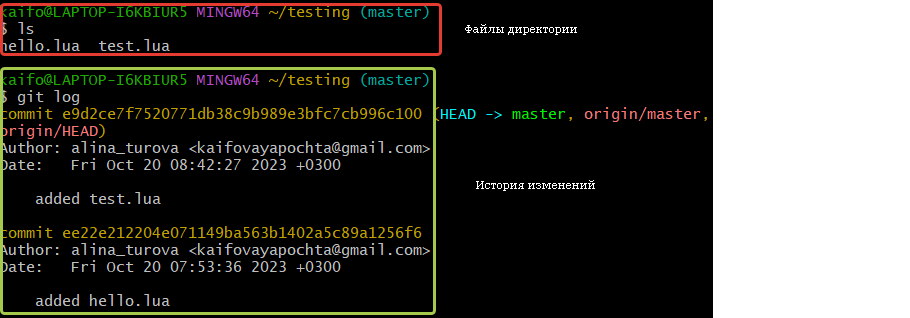 kaifo@LAPTOP-I6KBIUR5 MINGW64 ~/testing (master)
$ ls
hello.lua  test.lua
Файлы директории
kaifo@LAPTOP-I6KBIUR5 MINGW64 ~/testing (master)
$ git log
commit e9d2ce7f7520771db38c9b989e3bfc7cb996c100 (HEAD -> master, origin/master,
origin/HEAD)
Author: alina_turova <kaifovayapochta@gmail.com>
Date:   Fri Oct 20 08:42:27 2023 +0300
added test.lua
История изменений
commit ee22e212204e071149ba563b1402a5c89a1256f6
Author: alina_turova <kaifovayapochta@gmail.com>
Date:   Fri Oct 20 07:53:36 2023 +0300
added hello.lua